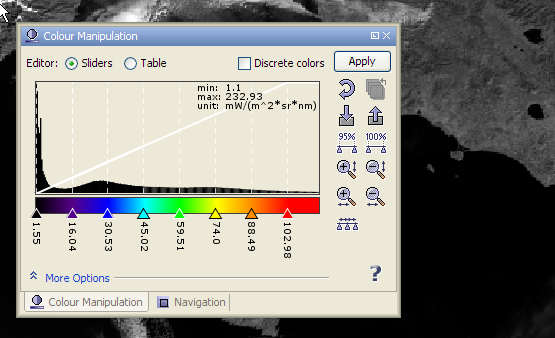 Colour Manipulation
Editor: Sliders Table Discrete colors Apply
min: 1.1
max: 232.93
unit: mW/(m^2*sr*nm)
95% 100%
1.55 16.04 30.53 45.02 59.51 74.0 88.49 102.98
More Options ?
Colour Manipulation Navigation